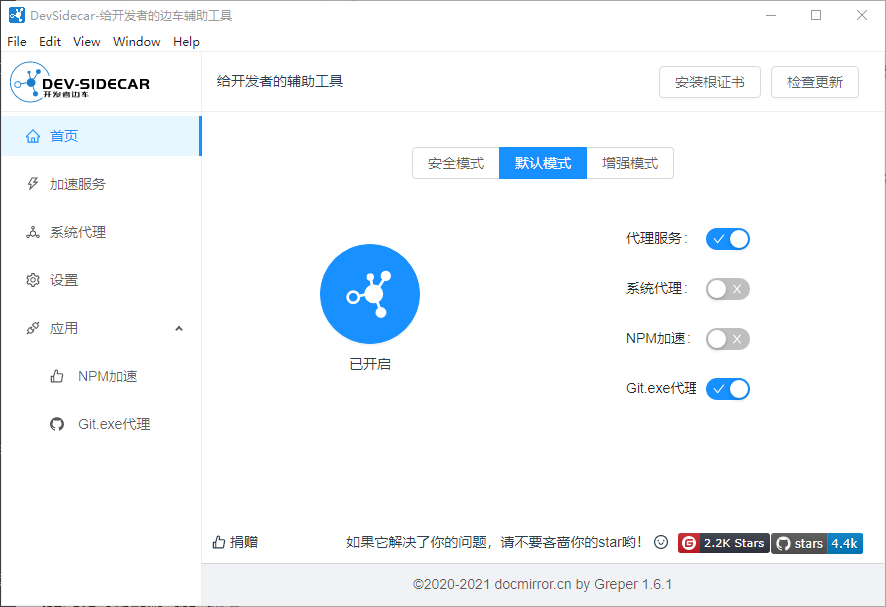 DevSidecar-给开发者的边车辅助工具
File Edit View Window Help
DEV-SIDECAR
开发者边车
给开发者的辅助工具
安装根证书
检查更新
首页
加速服务
系统代理
设置
应用
NPM加速
Git.exe代理
安全模式 默认模式 增强模式
已开启
代理服务:
系统代理:
NPM加速:
Git.exe代理
捐赠
如果它解决了你的问题，请不要吝啬你的star哟！
2.2K Stars
stars 4.4k
©2020-2021 docmirror.cn by Greper 1.6.1